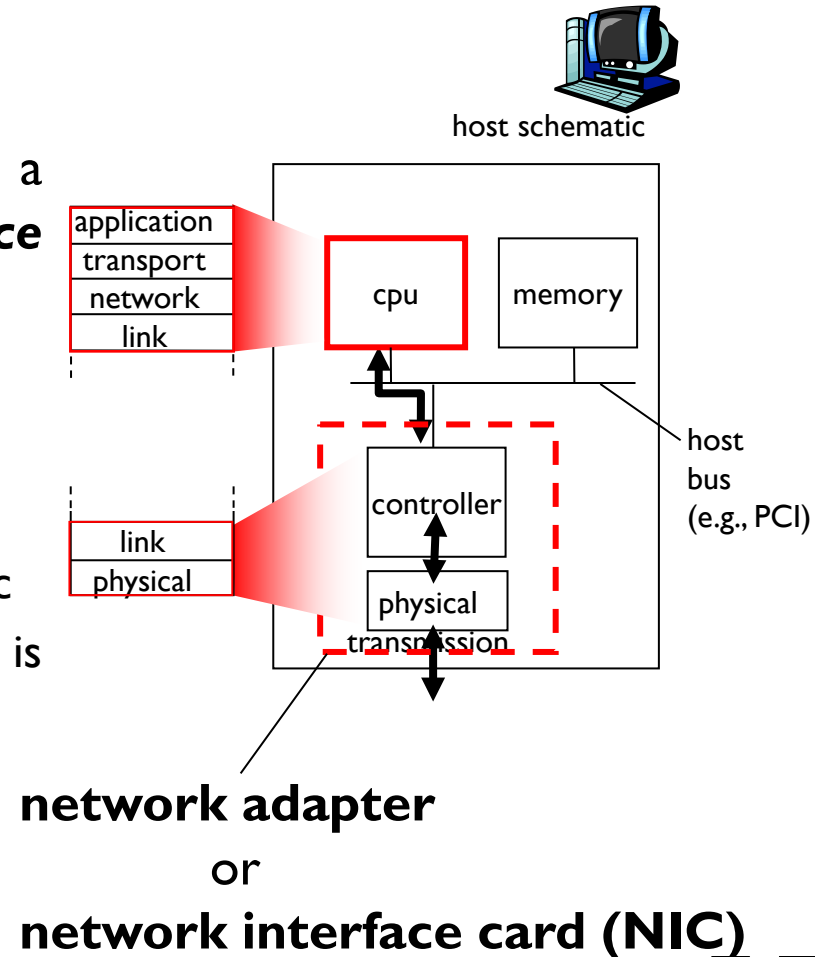 host schematic
a
ce
application
transport
network
link
cpu
memory
host
bus
(e.g., PCI)
controller
link
physical
c
is
physical
transmission
network adapter
or
network interface card (NIC)